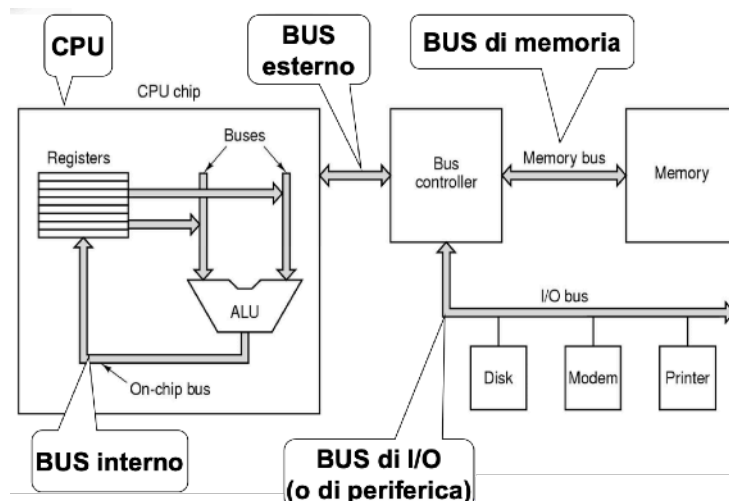 CPU
BUS
esterno
BUS di memoria
CPU chip
Buses
Registers
Bus
controller
Memory bus
Memory
ALU
I/O bus
On-chip bus
Disk
Modem
Printer
BUS interno
BUS di I/O
(o di periferica)